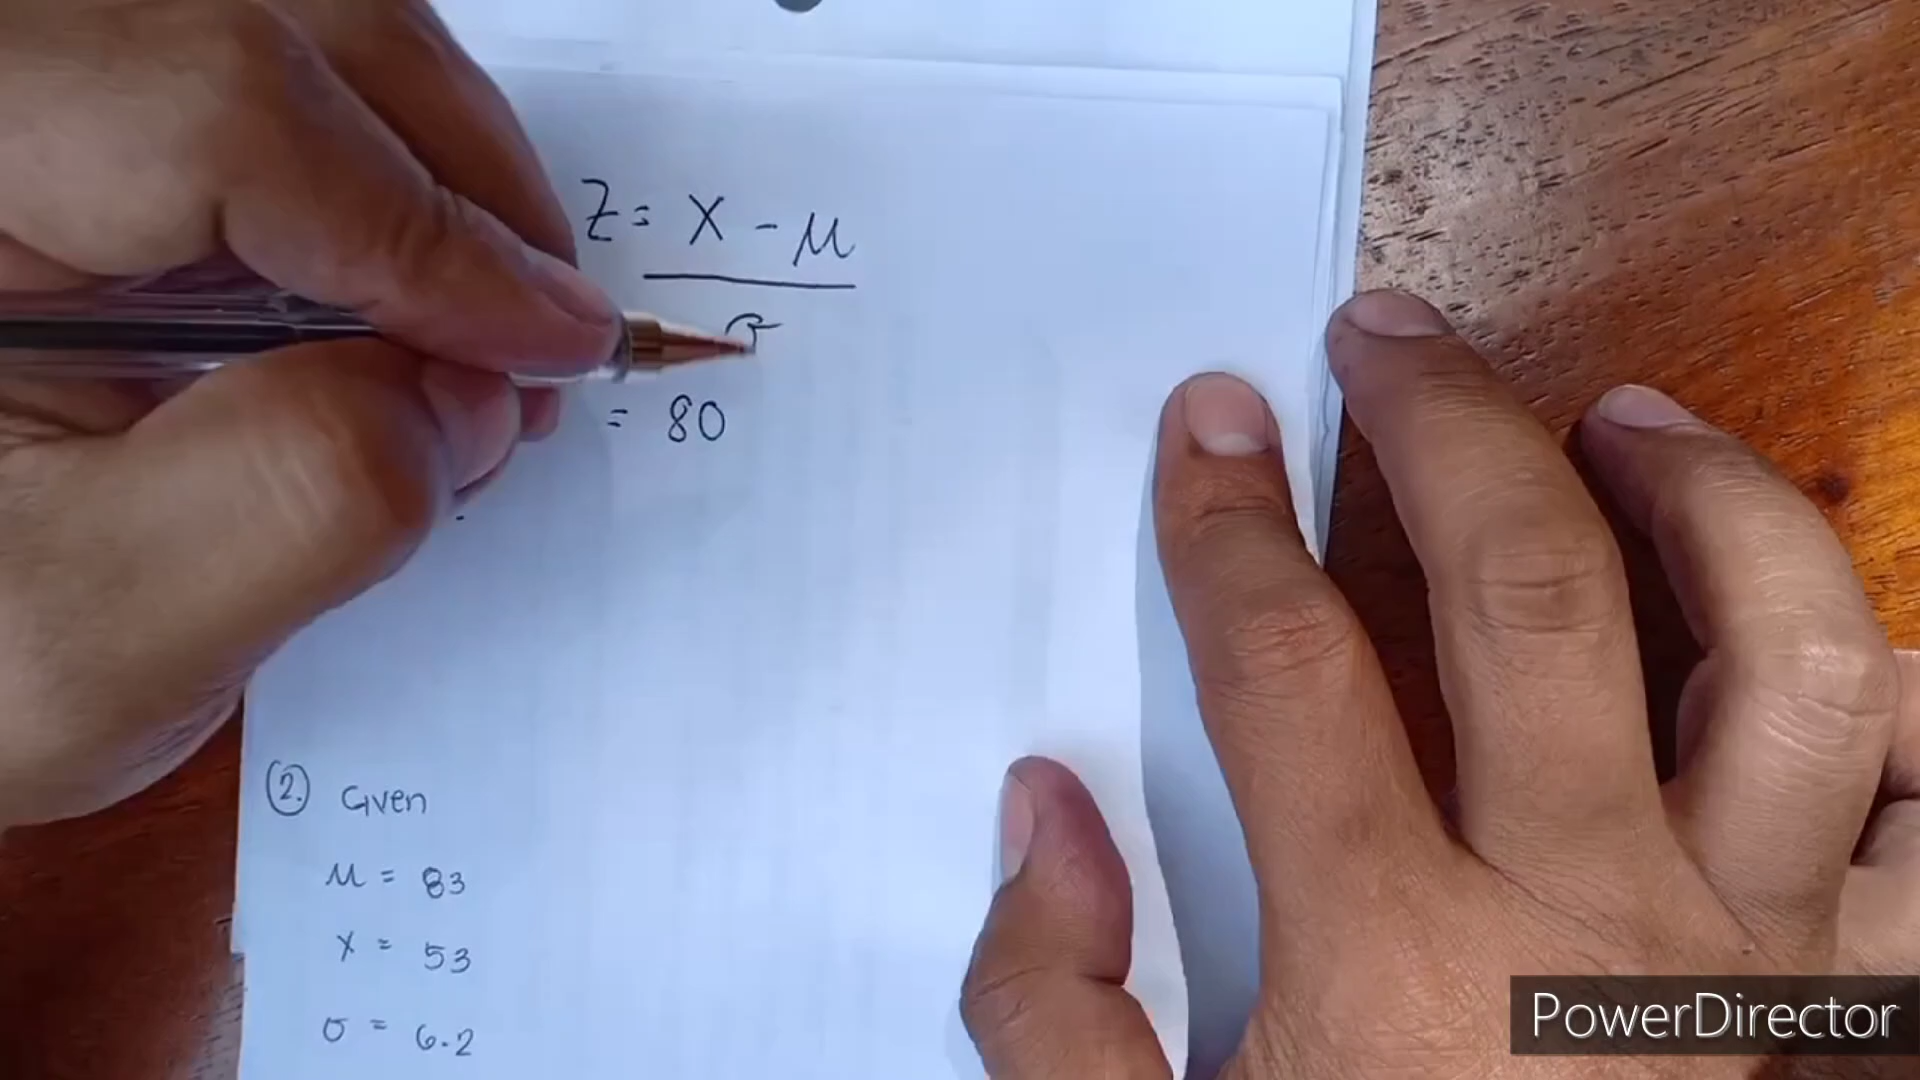 Z = X - μ
σ
= 80
2. Given
μ = 83
X = 53
σ = 6.2
PowerDirector